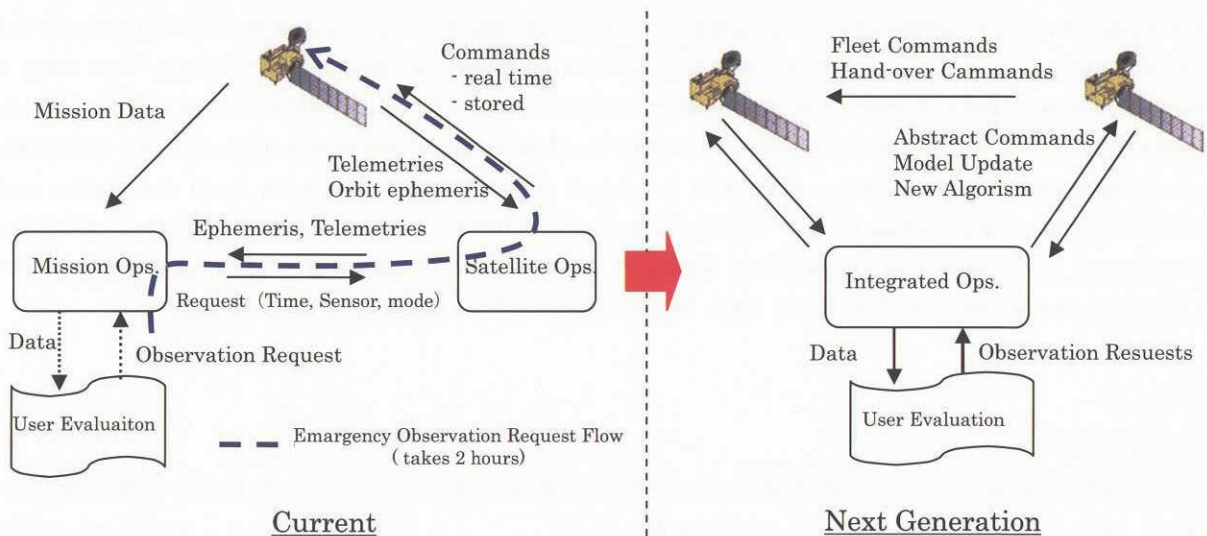 Commands
- real time
- stored
Mission Data
Telemetries
Orbit ephemeris
Ephemeris, Telemetries
Mission Ops.
Satellite Ops.
Request (Time, Sensor, mode)
Data
Observation Request
User Evaluaiton
Emargency Observation Request Flow
( takes 2 hours)
Current
Fleet Commands
Hand-over Cammands
Abstract Commands
Model Update
New Algorism
Integrated Ops.
Data
Observation Resuests
User Evaluation
Next Generation